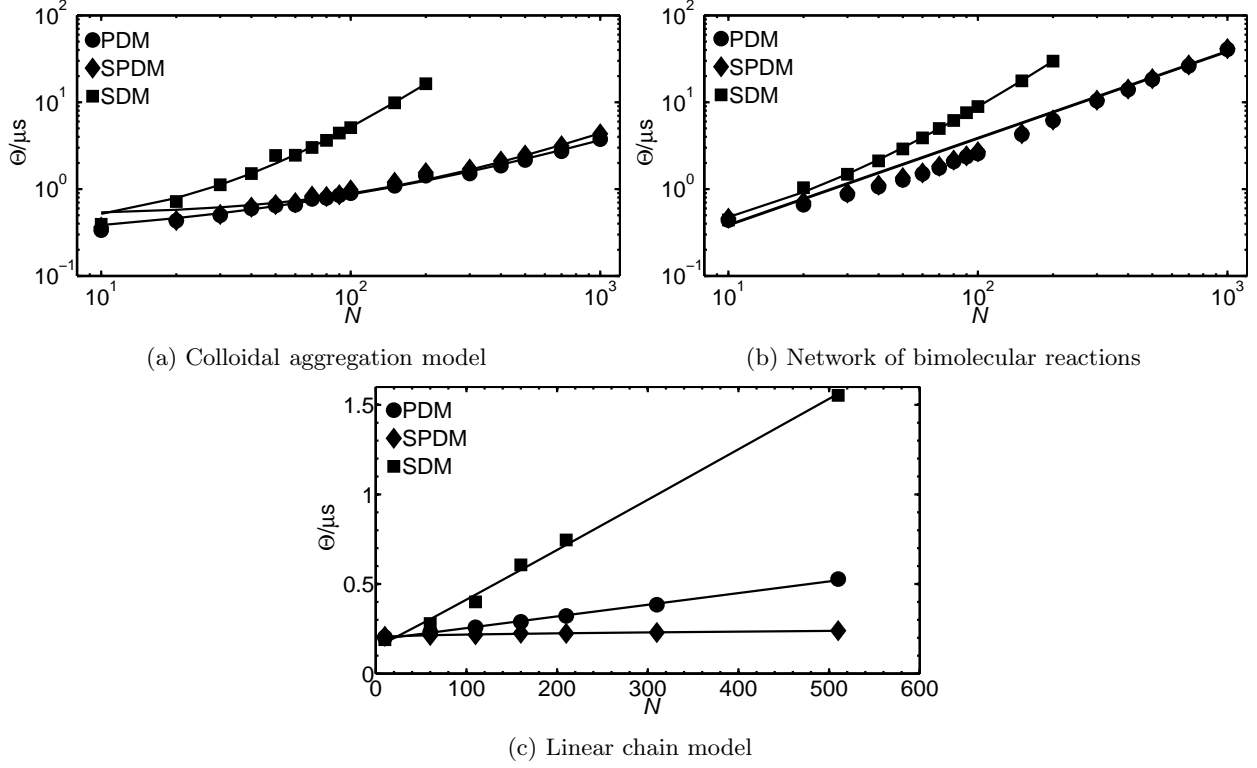 10²
PDM
SPDM
SDM
10¹
Θ/μs
10⁰
10⁻¹
10¹
10²
10³
N
(a) Colloidal aggregation model
10²
PDM
SPDM
SDM
10¹
Θ/μs
10⁰
10⁻¹
10¹
10²
10³
N
(b) Network of bimolecular reactions
1.5
PDM
SPDM
SDM
1
Θ/μs
0.5
0
0 100 200 300 400 500 600
N
(c) Linear chain model